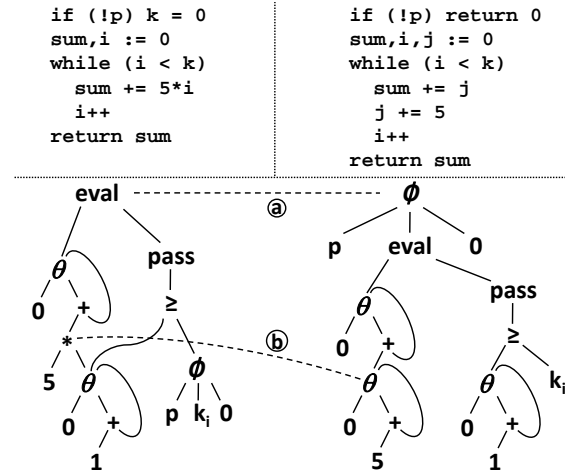 if (!p) k = 0
sum,i := 0
while (i < k)
sum += 5*i
i++
return sum
if (!p) return 0
sum,i,j := 0
while (i < k)
sum += j
j += 5
i++
return sum
eval
ϕ
a
p
eval
0
θ
pass
0
+
≥
*
b
5
θ
ϕ
0
+
p
kᵢ
0
1
θ
pass
0
+
≥
θ
θ
kᵢ
0
+
0
+
5
1